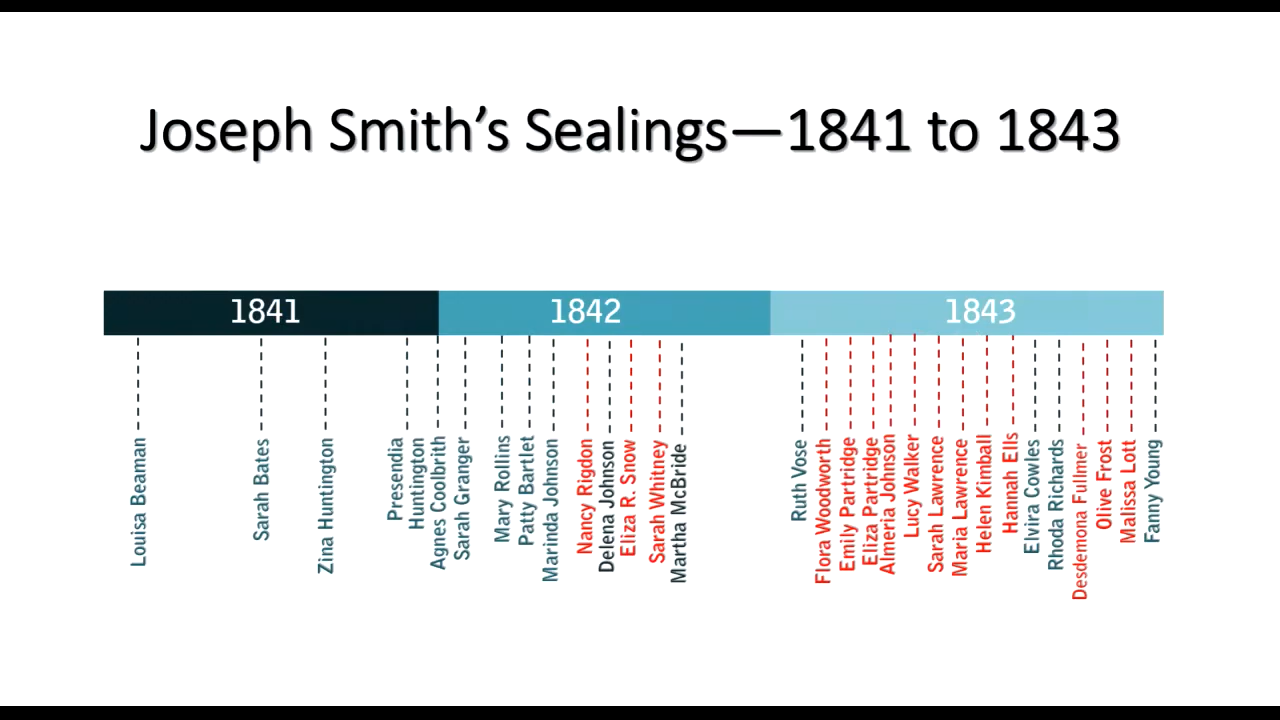 Joseph Smith's Sealings—1841 to 1843
1841
1842
1843
Louisa Beaman
Sarah Bates
Zina Huntington
Presendia
Huntington
Agnes Coolbrith
Sarah Granger
Mary Rollins
Patty Bartlet
Marinda Johnson
Nancy Rigdon
Delena Johnson
Eliza R. Snow
Sarah Whitney
Martha McBride
Ruth Vose
Flora Woodworth
Emily Partridge
Eliza Partridge
Almeria Johnson
Lucy Walker
Sarah Lawrence
Maria Lawrence
Helen Kimball
Hannah Ells
Elvira Cowles
Rhoda Richards
Desdemona Fullmer
Olive Frost
Malissa Lott
Fanny Young